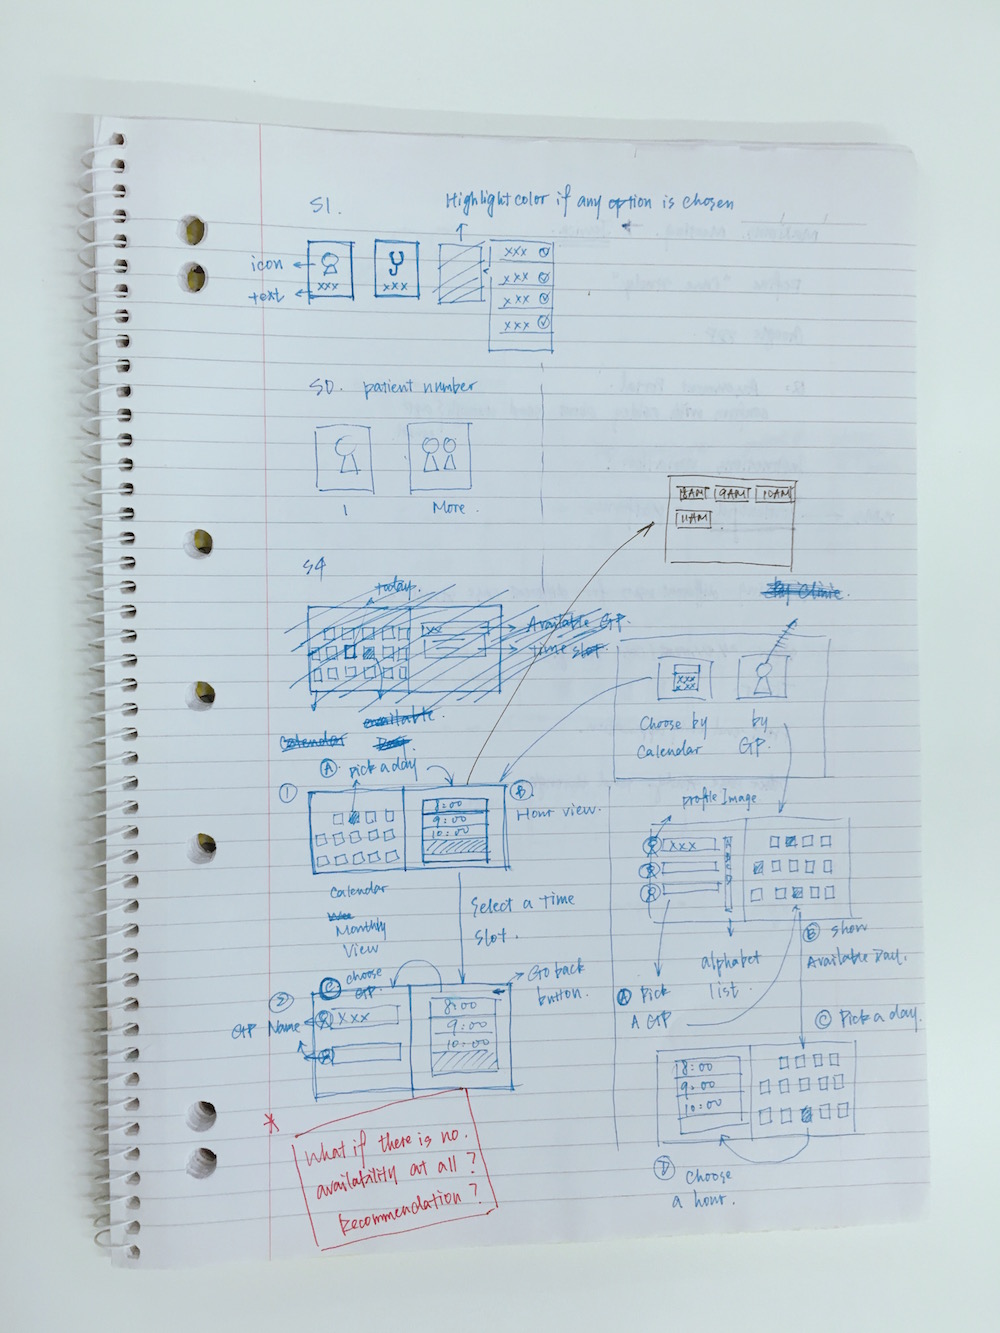 S1.
Highlight color if any option is chosen
icon
text
xxx
xxx
xxx
xxx
xxx
xxx
S0. patient number
1
More.
8AM 9AM 10AM
11AM
S4
today.
xx
Available GP.
time slot.
by Clinic.
available
Calendar
Day.
Choose by
Calendar
by
GP.
A pick a day
1
8:00
9:00
10:00
B
Hour view.
Calendar
Monthly
View
Select a time
slot.
profile Image
xxx
alphabet
list.
A Pick
A GP
B show
Available Day.
C Pick a day.
C choose
GP.
2
GP Name
xxx
8:00
9:00
10:00
Go back
button.
18:00
9:00
10:00
D choose
a hour.
What if there is no.
availability at all?
Recommendation?